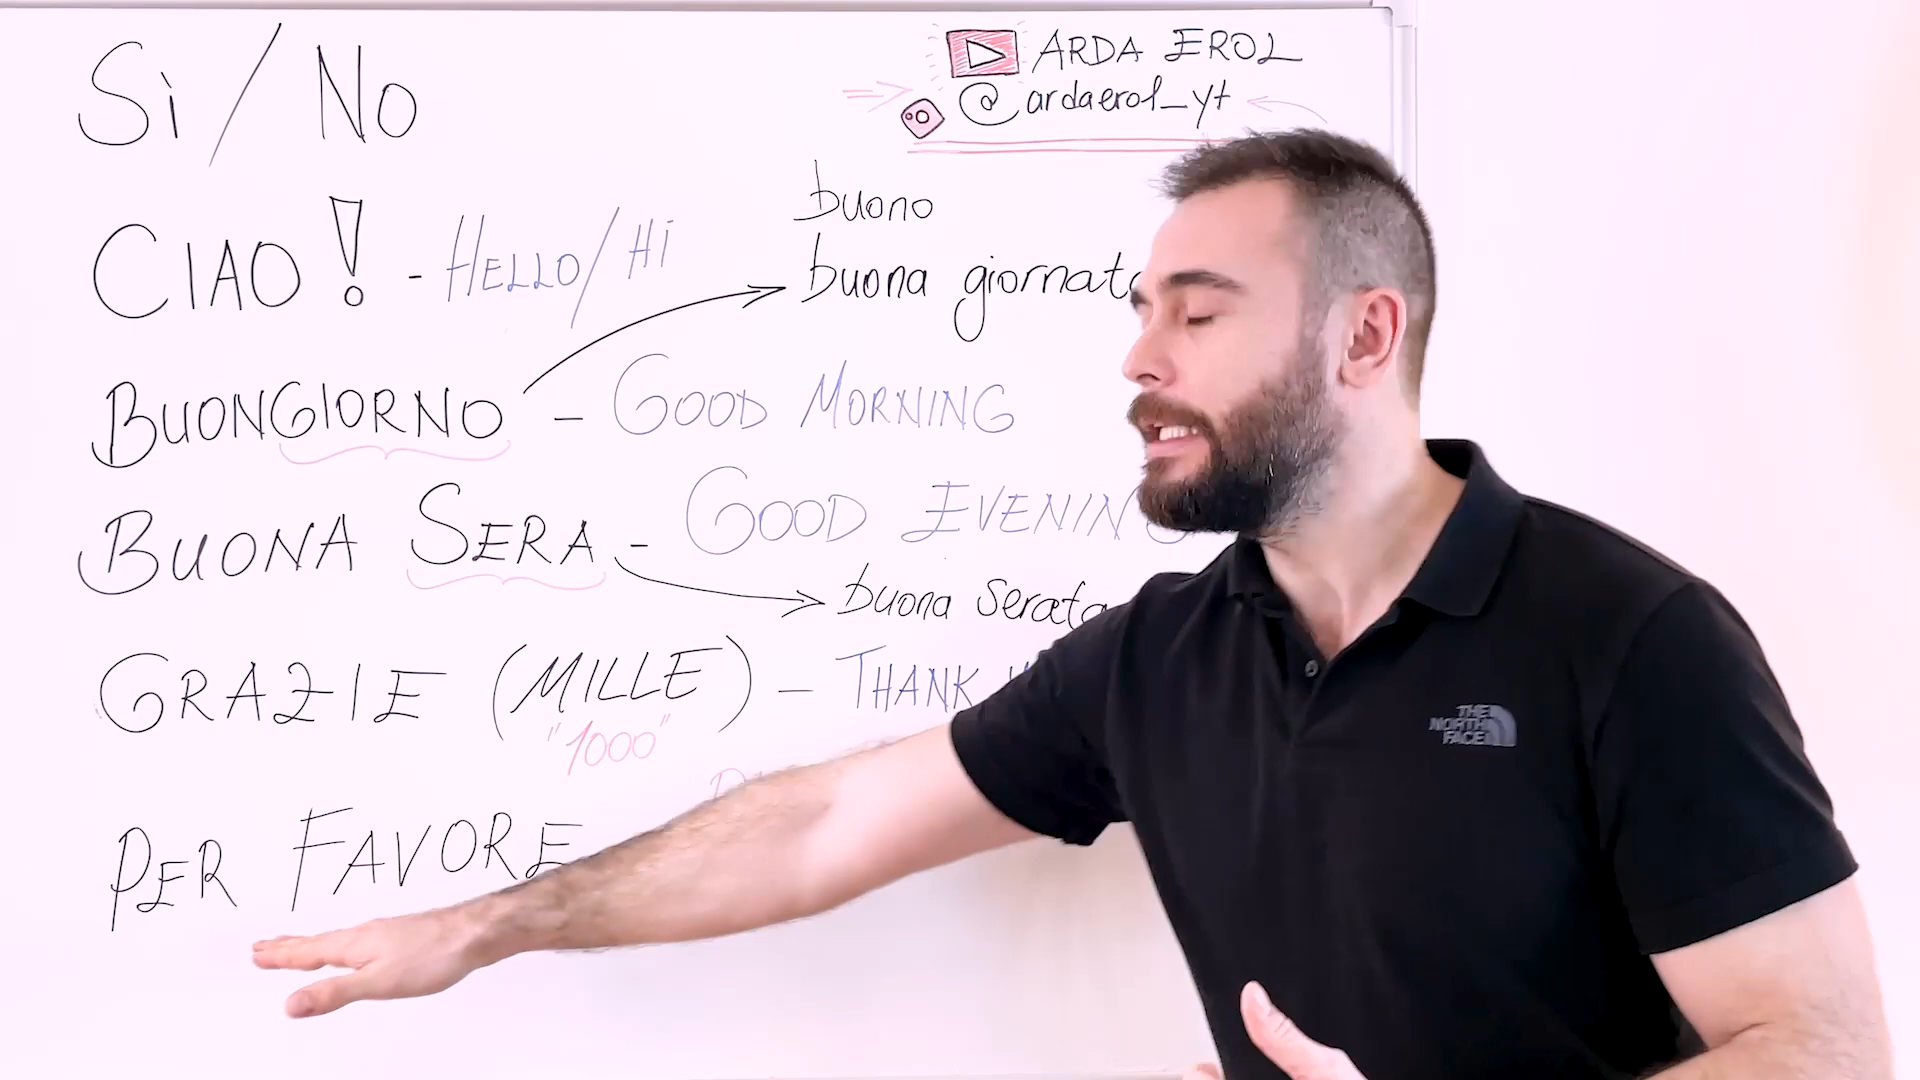 Sì / No
ARDA EROL
@ardaerol_yt
CIAO! - HELLO/HI
buono
buona giornata
BUONGIORNO - GOOD MORNING
BUONA SERA - GOOD EVENING
buona serata
GRAZIE (MILLE) - THANK
"1000"
PER FAVORE
THE NORTH FACE